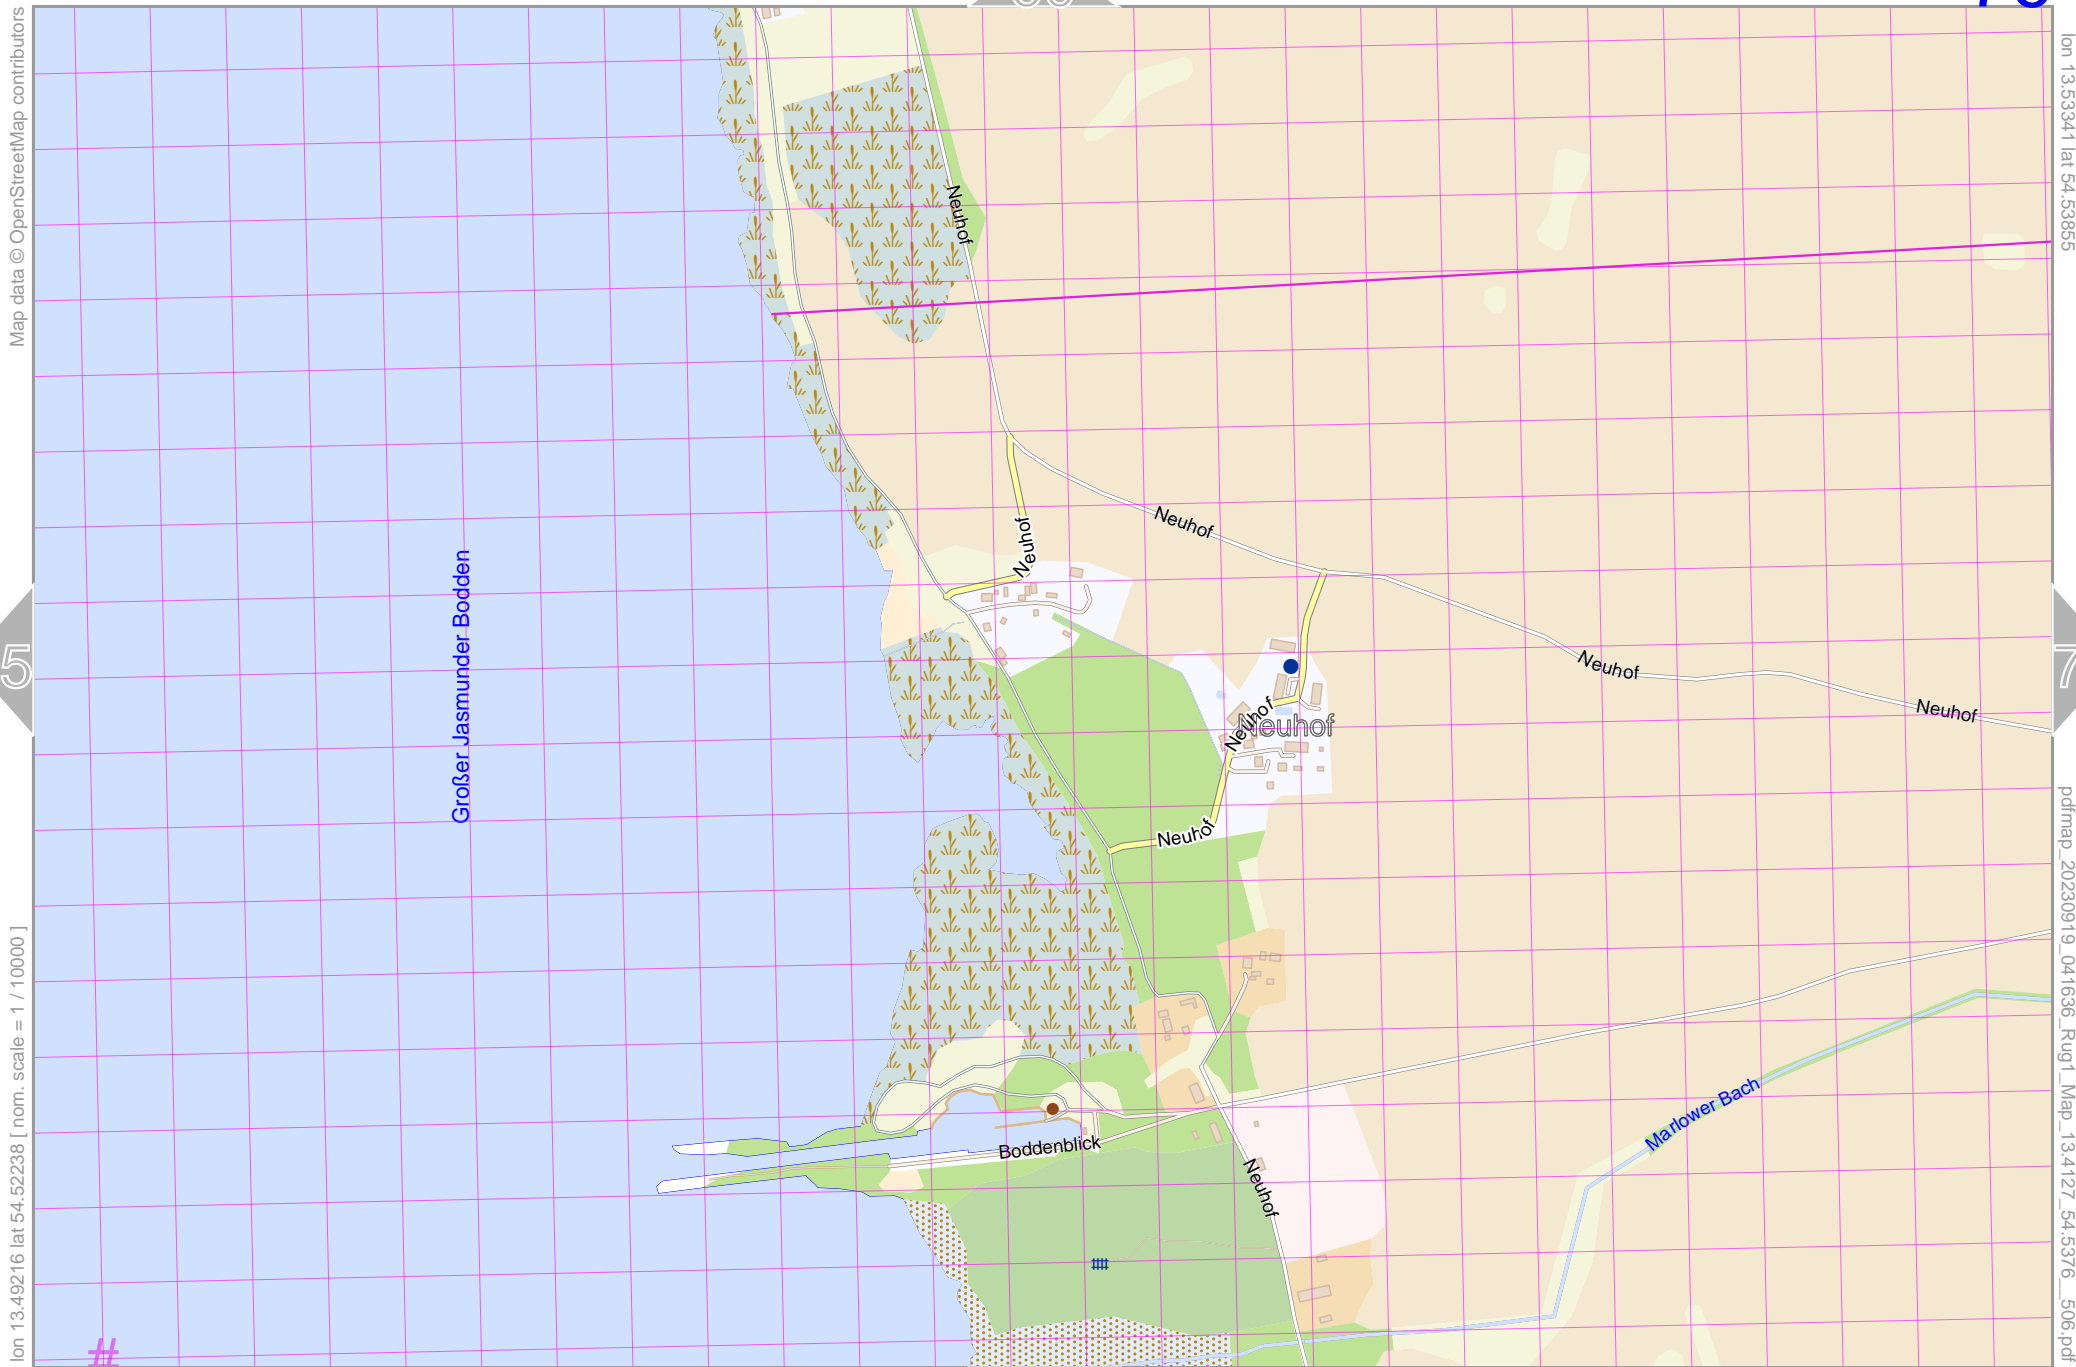 Map data © OpenStreetMap contributors
lon 13.53341 lat 54.53855
Neuhof
Neuhof
Neuhof
Großer Jasmunder Boden
5
7
Neuhof
Neuhof
Neuhof
Neuhof
Neuhof
Marlower Bach
Boddenblick
Neuhof
lon 13.49216 lat 54.52238 [ nom. scale = 1 / 10000 ]
pdfmap_20230919_041636_Rug1_Map_13.4127_54.5376__506.pdf
#